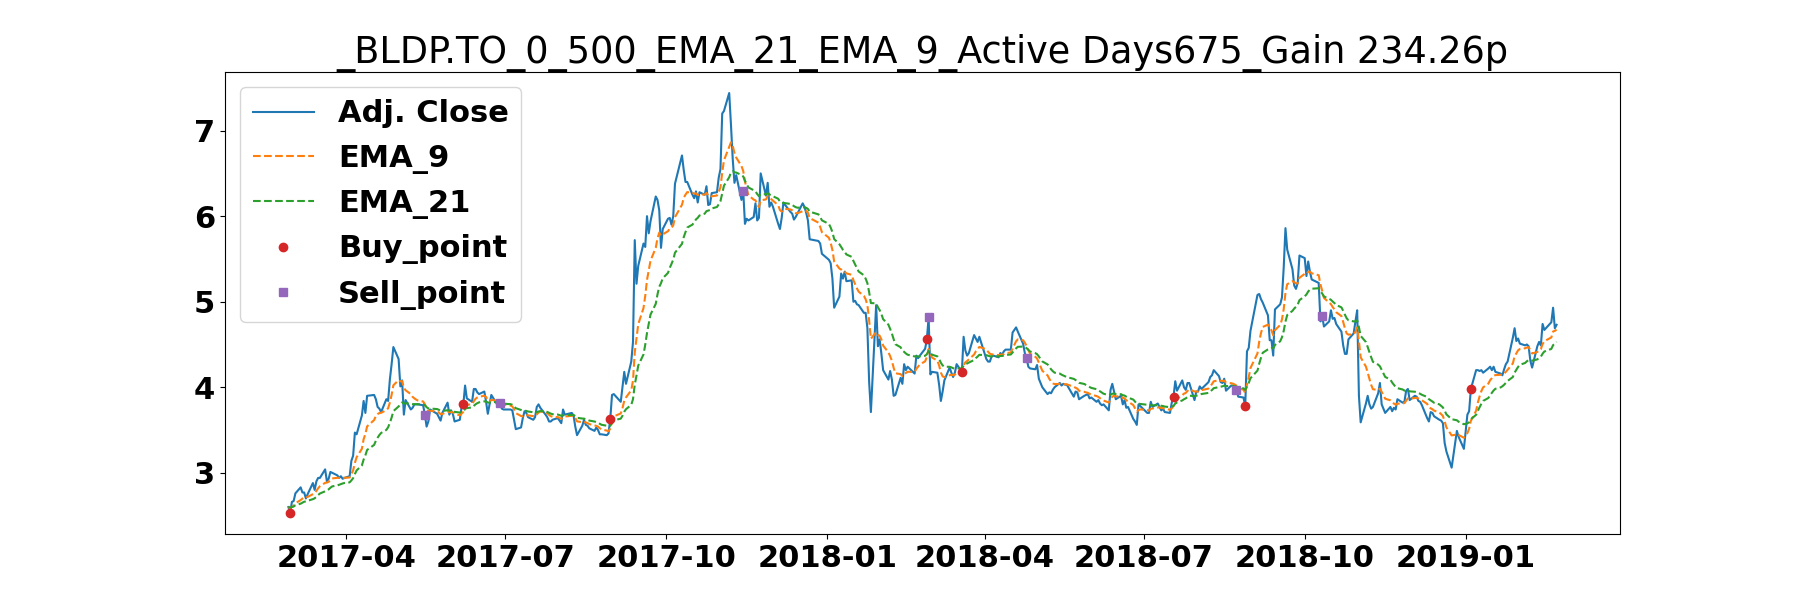 _BLDP.TO_0_500_EMA_21_EMA_9_Active Days675_Gain 234.26p
Adj. Close
EMA_9
EMA_21
Buy_point
Sell_point
7
6
5
4
3
2017-04 2017-07 2017-10 2018-01 2018-04 2018-07 2018-10 2019-01